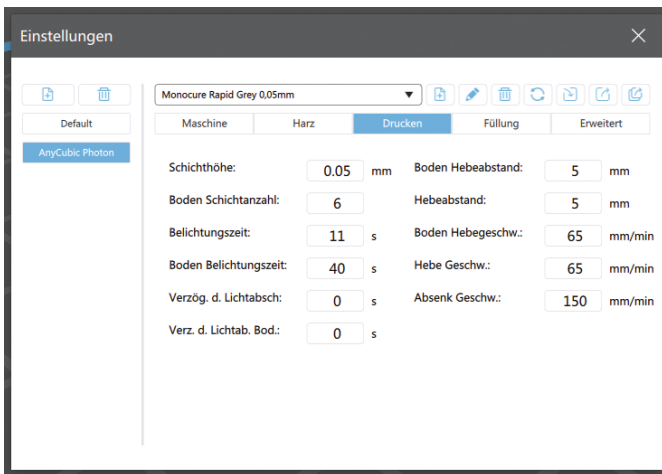 Einstellungen
Monocure Rapid Grey 0,05mm
Default
Maschine Harz Drucken Füllung Erweitert
AnyCubic Photon
Schichthöhe: 0.05 mm Boden Hebeabstand: 5 mm
Boden Schichtanzahl: 6 Hebeabstand: 5 mm
Belichtungszeit: 11 s Boden Hebegeschw.: 65 mm/min
Boden Belichtungszeit: 40 s Hebe Geschw.: 65 mm/min
Verzög. d. Lichtabsch: 0 s Absenk Geschw.: 150 mm/min
Verz. d. Lichtab. Bod.: 0 s